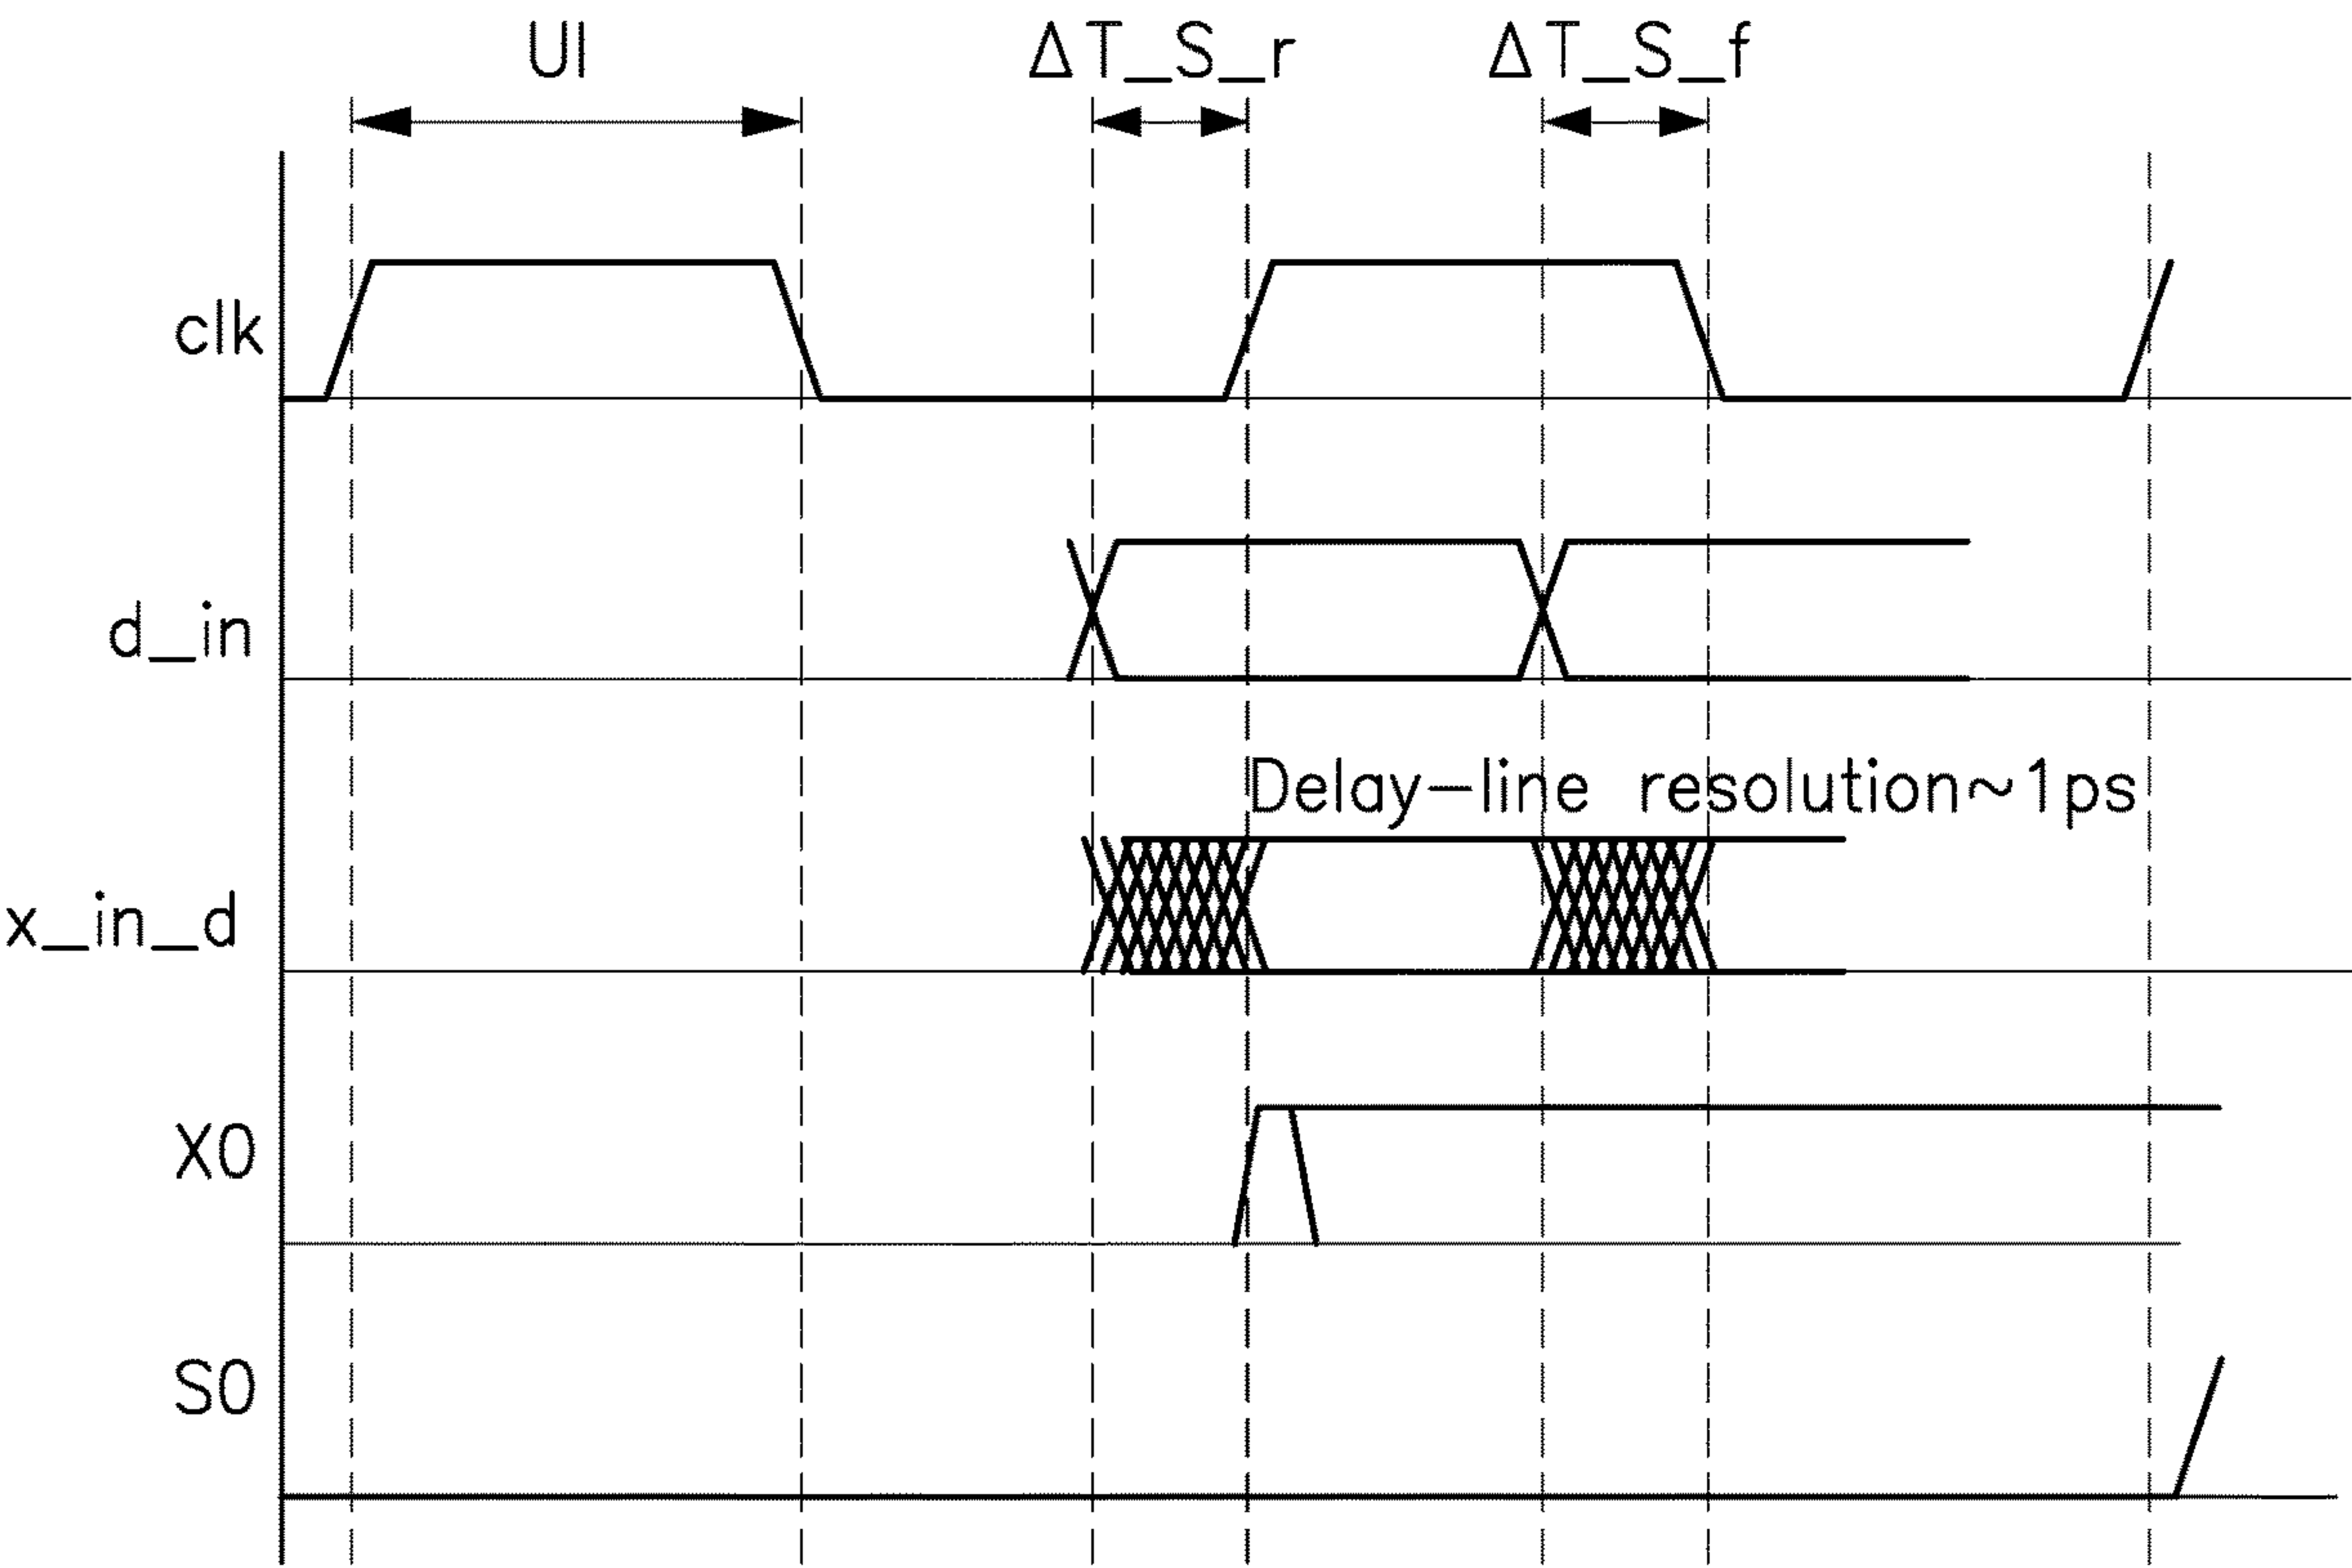 UI
ΔT_S_r
ΔT_S_f
clk
d_in
Delay-line resolution~1ps
x_in_d
X0
S0